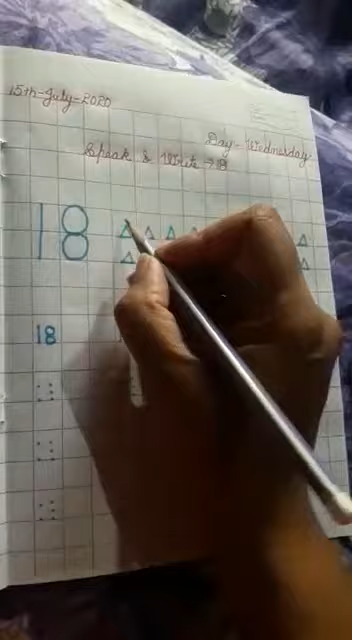 15th-July-2020
Day- Wednesday
Speak & Write → 18
18
18